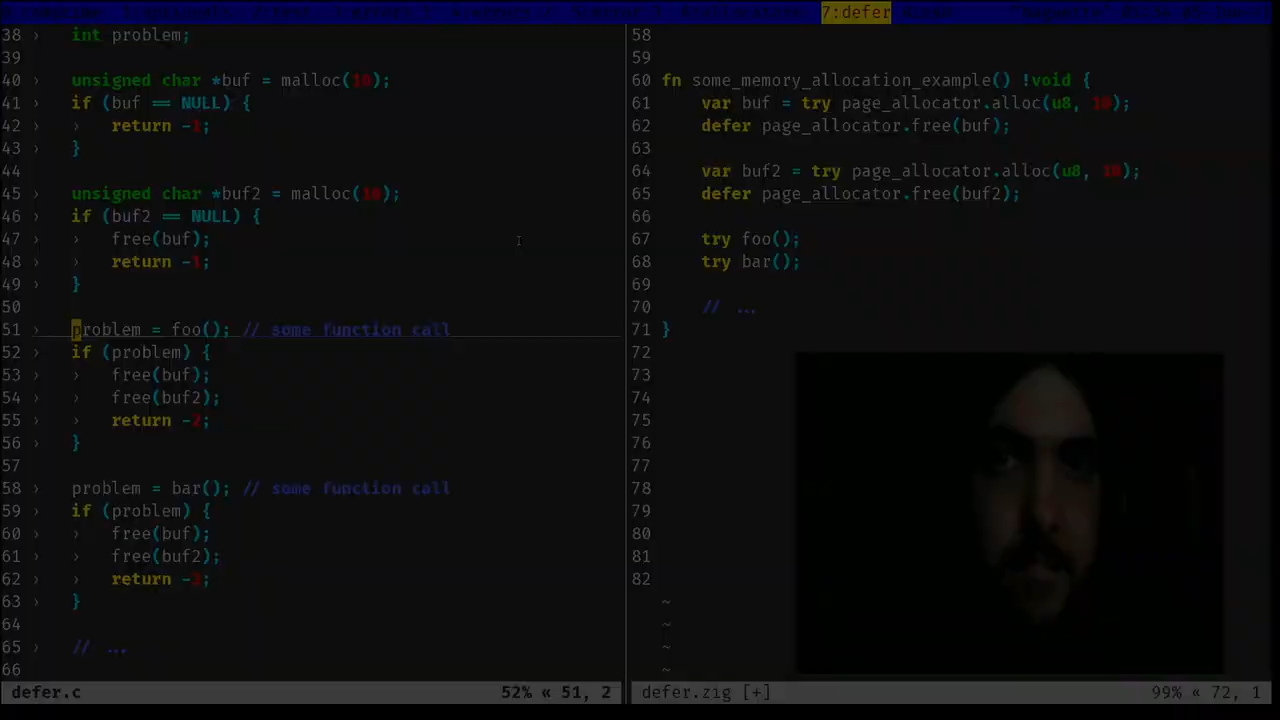 7:defer
38 › int problem;
39
40 › unsigned char *buf = malloc(10);
41 › if (buf == NULL) {
42 › › return -1;
43 › }
44
45 › unsigned char *buf2 = malloc(10);
46 › if (buf2 == NULL) {
47 › › free(buf);
48 › › return -1;
49 › }
50
51 › problem = foo(); // some function call
52 › if (problem) {
53 › › free(buf);
54 › › free(buf2);
55 › › return -2;
56 › }
57
58 › problem = bar(); // some function call
59 › if (problem) {
60 › › free(buf);
61 › › free(buf2);
62 › › return -3;
63 › }
64
65 › // ...
66
defer.c 52% « 51, 2
58
59
60 fn some_memory_allocation_example() !void {
61 var buf = try page_allocator.alloc(u8, 10);
62 defer page_allocator.free(buf);
63
64 var buf2 = try page_allocator.alloc(u8, 10);
65 defer page_allocator.free(buf2);
66
67 try foo();
68 try bar();
69
70 // ...
71 }
72
73
74
75
76
77
78
79
80
81
82
~
~
~
~
defer.zig [+] 99% « 72, 1